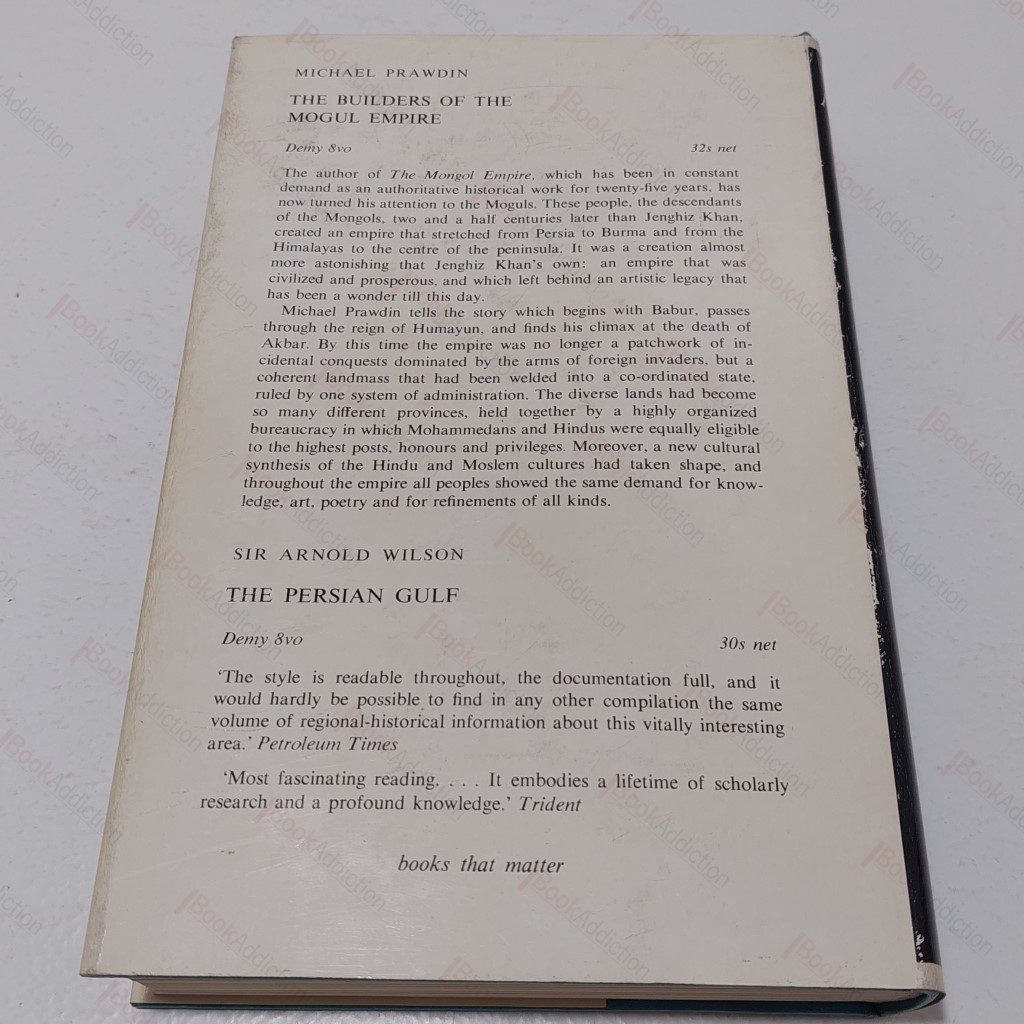 MICHAEL PRAWDIN
THE BUILDERS OF THE
MOGUL EMPIRE
Demy 8vo 32s net
The author of The Mongol Empire, which has been in constant
demand as an authoritative historical work for twenty-five years, has
now turned his attention to the Moguls. These people, the descendants
of the Mongols, two and a half centuries later than Jenghiz Khan,
created an empire that stretched from Persia to Burma and from the
Himalayas to the centre of the peninsula. It was a creation almost
more astonishing that Jenghiz Khan's own: an empire that was
civilized and prosperous, and which left behind an artistic legacy that
has been a wonder till this day.
Michael Prawdin tells the story which begins with Babur, passes
through the reign of Humayun, and finds his climax at the death of
Akbar. By this time the empire was no longer a patchwork of in-
cidental conquests dominated by the arms of foreign invaders, but a
coherent landmass that had been welded into a co-ordinated state,
ruled by one system of administration. The diverse lands had become
so many different provinces, held together by a highly organized
bureaucracy in which Mohammedans and Hindus were equally eligible
to the highest posts, honours and privileges. Moreover, a new cultural
synthesis of the Hindu and Moslem cultures had taken shape, and
throughout the empire all peoples showed the same demand for know-
ledge, art, poetry and for refinements of all kinds.
SIR ARNOLD WILSON
THE PERSIAN GULF
Demy 8vo 30s net
'The style is readable throughout, the documentation full, and it
would hardly be possible to find in any other compilation the same
volume of regional-historical information about this vitally interesting
area.' Petroleum Times
'Most fascinating reading. . . . It embodies a lifetime of scholarly
research and a profound knowledge.' Trident
books that matter
BookAddiction